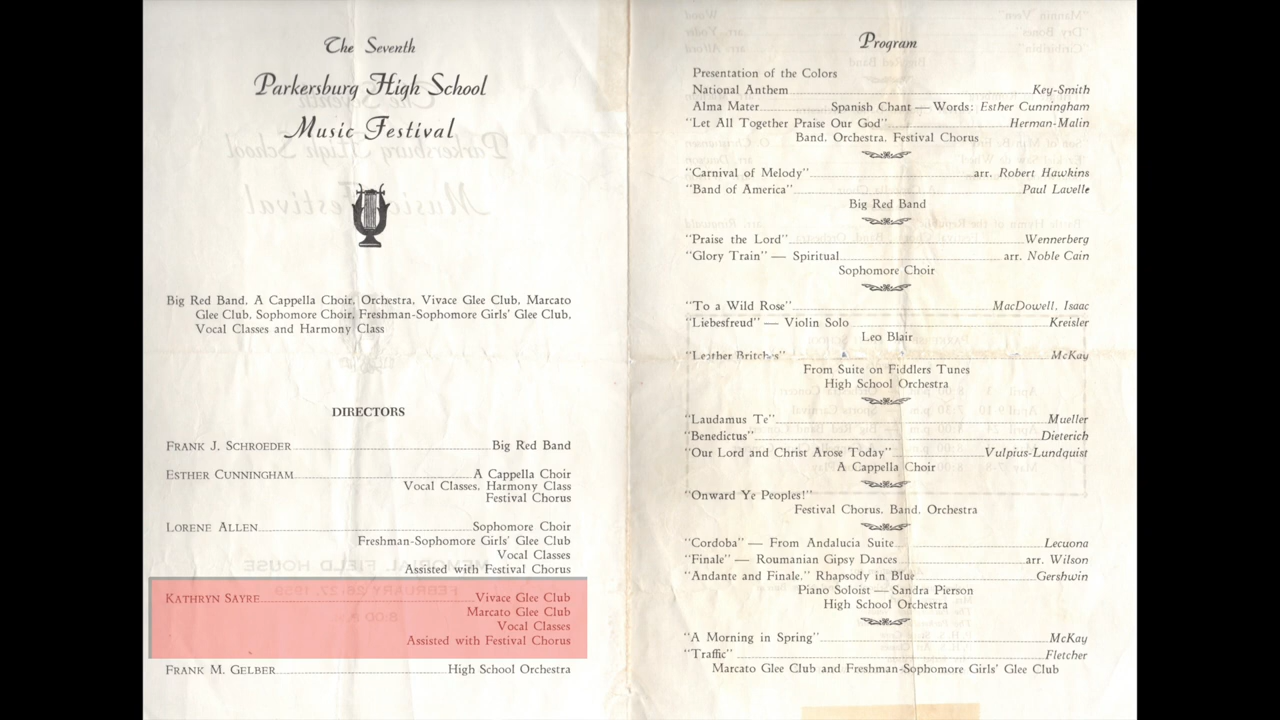 The Seventh
Parkersburg High School
Music Festival
Big Red Band, A Cappella Choir, Orchestra, Vivace Glee Club, Marcato
Glee Club, Sophomore Choir, Freshman-Sophomore Girls' Glee Club,
Vocal Classes and Harmony Class
DIRECTORS
FRANK J. SCHROEDER Big Red Band
ESTHER CUNNINGHAM A Cappella Choir
Vocal Classes, Harmony Class
Festival Chorus
LORENE ALLEN Sophomore Choir
Freshman-Sophomore Girls' Glee Club
Vocal Classes
Assisted with Festival Chorus
KATHRYN SAYRE Vivace Glee Club
Marcato Glee Club
Vocal Classes
Assisted with Festival Chorus
FRANK M. GELBER High School Orchestra
Program
Presentation of the Colors
National Anthem Key-Smith
Alma Mater Spanish Chant — Words: Esther Cunningham
"Let All Together Praise Our God" Herman-Malin
Band, Orchestra, Festival Chorus
"Carnival of Melody" arr. Robert Hawkins
"Band of America" Paul Lavelle
Big Red Band
"Praise the Lord" Wennerberg
"Glory Train" — Spiritual arr. Noble Cain
Sophomore Choir
"To a Wild Rose" MacDowell, Isaac
"Liebesfreud" — Violin Solo Kreisler
Leo Blair
"Leather Britches" McKay
From Suite on Fiddlers Tunes
High School Orchestra
"Laudamus Te" Mueller
"Benedictus" Dieterich
"Our Lord and Christ Arose Today" Vulpius-Lundquist
A Cappella Choir
"Onward Ye Peoples!"
Festival Chorus, Band, Orchestra
"Cordoba" — From Andalucia Suite Lecuona
"Finale" — Roumanian Gipsy Dances arr. Wilson
"Andante and Finale," Rhapsody in Blue Gershwin
Piano Soloist — Sandra Pierson
High School Orchestra
"A Morning in Spring" McKay
"Traffic" Fletcher
Marcato Glee Club and Freshman-Sophomore Girls' Glee Club